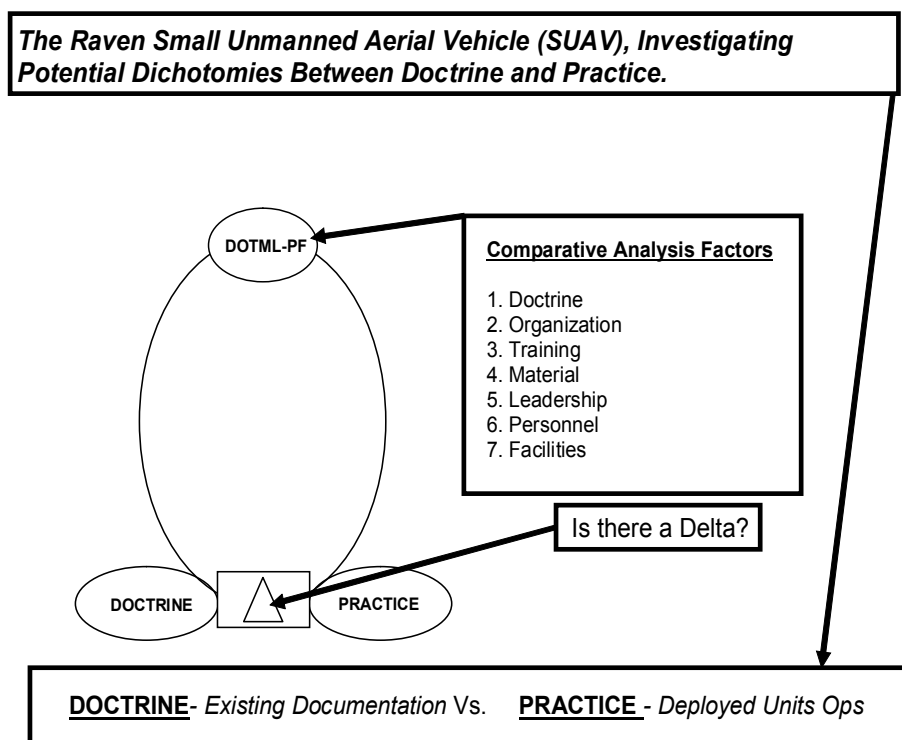 The Raven Small Unmanned Aerial Vehicle (SUAV), Investigating
Potential Dichotomies Between Doctrine and Practice.
DOTML-PF
Comparative Analysis Factors
1. Doctrine
2. Organization
3. Training
4. Material
5. Leadership
6. Personnel
7. Facilities
Is there a Delta?
DOCTRINE
PRACTICE
DOCTRINE- Existing Documentation Vs. PRACTICE - Deployed Units Ops